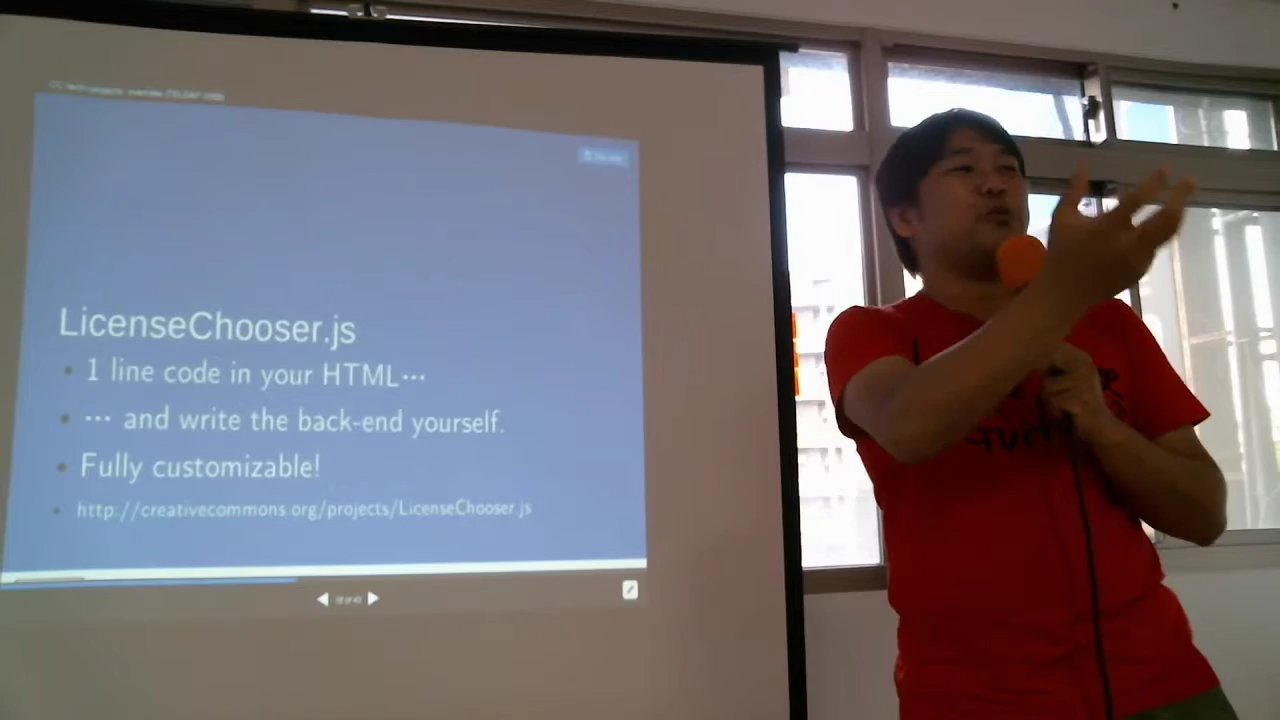 LicenseChooser.js
1 line code in your HTML…
… and write the back-end yourself.
Fully customizable!
http://creativecommons.org/projects/LicenseChooser.js